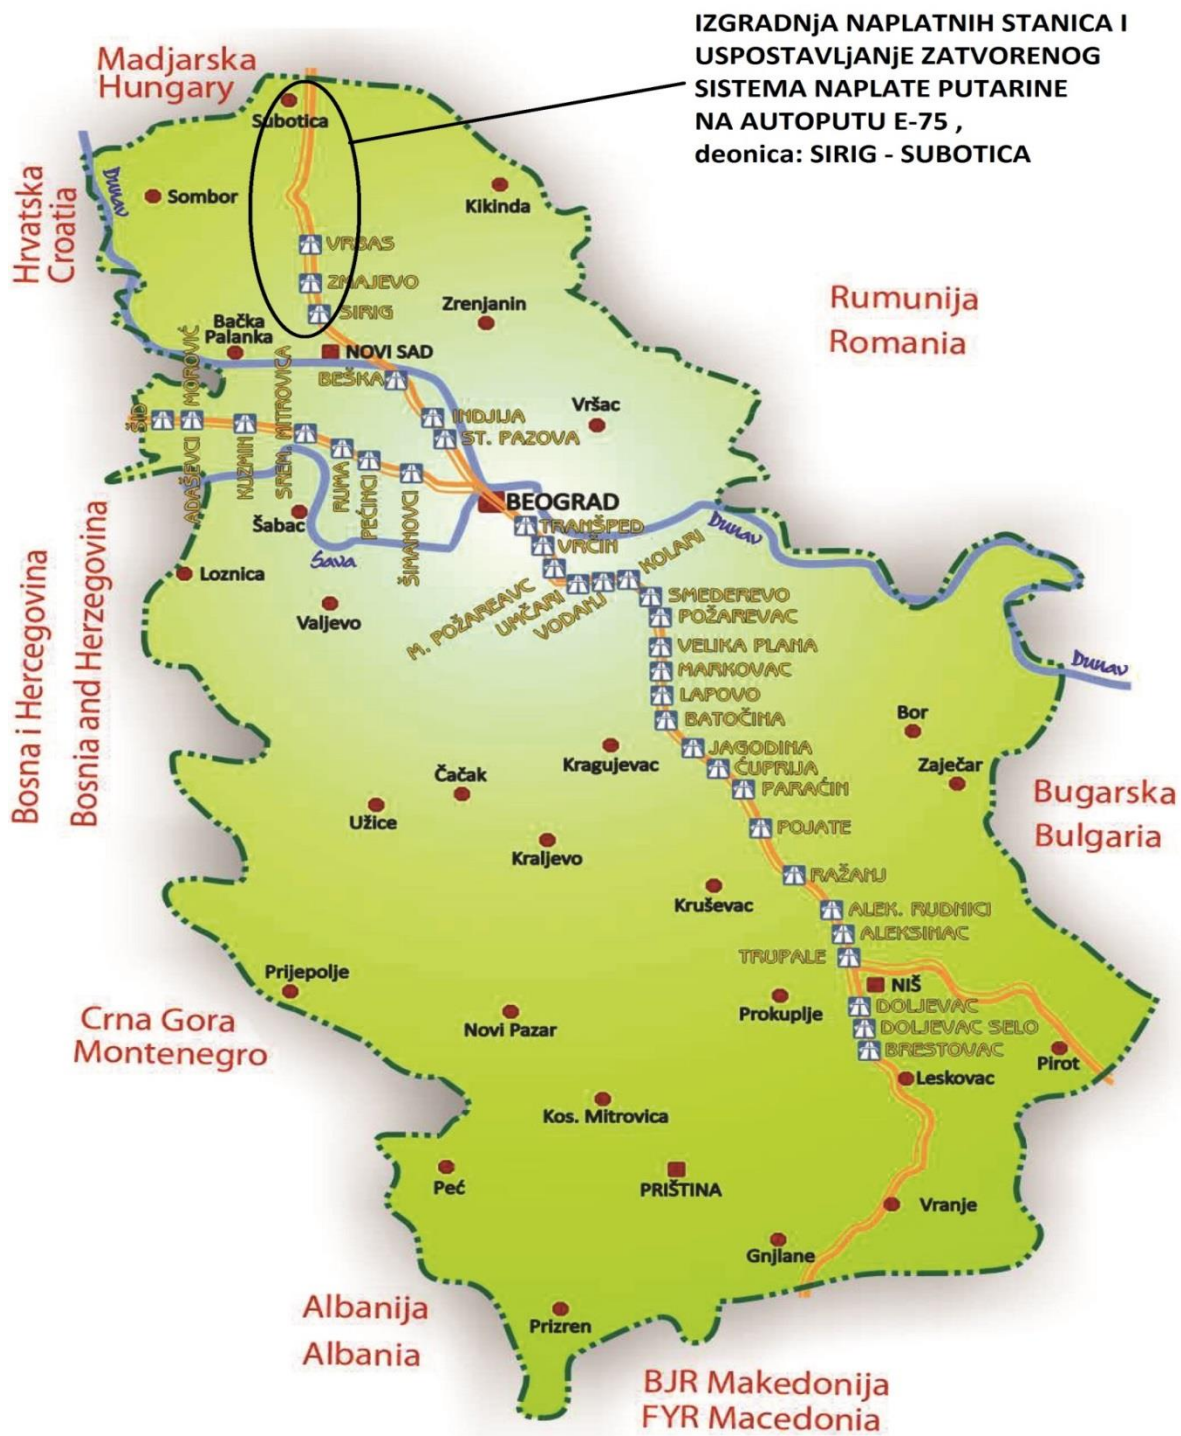 IZGRADNjA NAPLATNIH STANICA I
USPOSTAVLjANjE ZATVORENOG
SISTEMA NAPLATE PUTARINE
NA AUTOPUTU E-75 ,
deonica: SIRIG - SUBOTICA
Madjarska
Hungary
Subotica
Hrvatska
Croatia
Dunav
Sombor
Kikinda
VRBAS
ZMAJEVO
SIRIG
Zrenjanin
Rumunija
Romania
Bačka
Palanka
NOVI SAD
BEŠKA
INDJIJA
ST. PAZOVA
Vršac
ŠID
ADAŠEVCI
MOROVIĆ
KUZMIN
SREM. MITROVICA
RUMA
PEĆINCI
ŠIMANOVCI
BEOGRAD
TRANŠPED
VRČIN
M. POŽAREAVC
UMČARI
VODANJ
KOLARI
Dunav
SMEDEREVO
POŽAREVAC
VELIKA PLANA
MARKOVAC
LAPOVO
BATOČINA
Dunav
Šabac
Sava
Loznica
Valjevo
Bosna i Hercegovina
Bosnia and Herzegovina
Bor
Zaječar
JAGODINA
ĆUPRIJA
PARAĆIN
POJATE
RAŽANJ
ALEK. RUDNICI
ALEKSINAC
TRUPALE
Kragujevac
Čačak
Užice
Kraljevo
Kruševac
Bugarska
Bulgaria
Prijepolje
Novi Pazar
Prokuplje
NIŠ
DOLJEVAC
DOLJEVAC SELO
BRESTOVAC
Pirot
Leskovac
Crna Gora
Montenegro
Kos. Mitrovica
Peć
PRIŠTINA
Vranje
Gnjlane
Prizren
Albanija
Albania
BJR Makedonija
FYR Macedonia